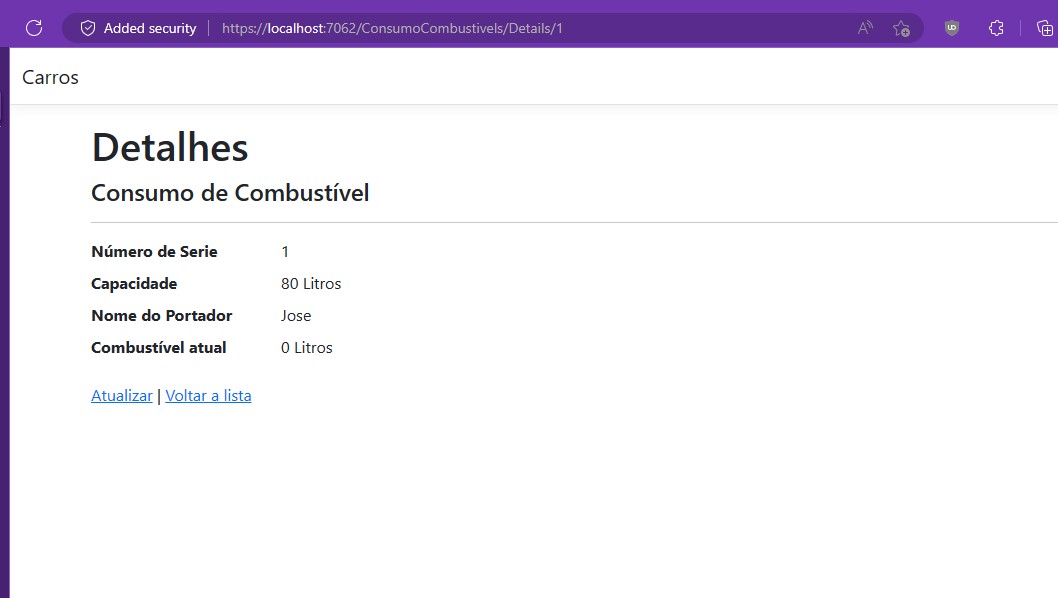 Added security https://localhost:7062/ConsumoCombustivels/Details/1
Carros
Detalhes
Consumo de Combustível
Número de Serie 1
Capacidade 80 Litros
Nome do Portador Jose
Combustível atual 0 Litros
Atualizar | Voltar a lista